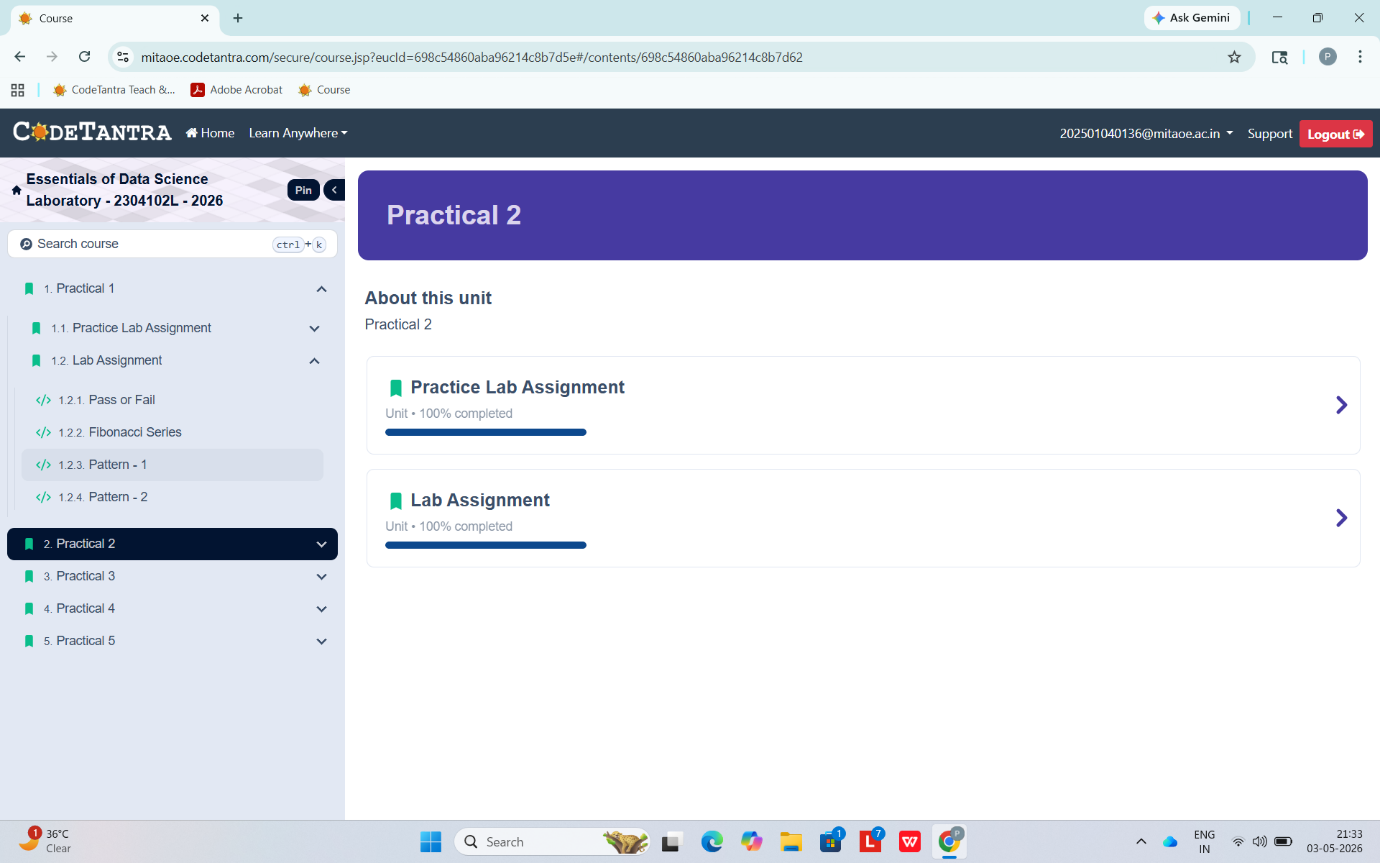 Course
Ask Gemini
mitaoe.codetantra.com/secure/course.jsp?eucId=698c54860aba96214c8b7d5e#/contents/698c54860aba96214c8b7d62
P
CodeTantra Teach &...
Adobe Acrobat
Course
CODETANTRA
Home
Learn Anywhere
202501040136@mitaoe.ac.in
Support
Logout
Essentials of Data Science
Laboratory - 2304102L - 2026
Pin
Search course
ctrl + k
1. Practical 1
1.1. Practice Lab Assignment
1.2. Lab Assignment
1.2.1. Pass or Fail
1.2.2. Fibonacci Series
1.2.3. Pattern - 1
1.2.4. Pattern - 2
2. Practical 2
3. Practical 3
4. Practical 4
5. Practical 5
Practical 2
About this unit
Practical 2
Practice Lab Assignment
Unit • 100% completed
Lab Assignment
Unit • 100% completed
1
36°C
Clear
Search
1
L
7
W
P
ENG
IN
21:33
03-05-2026